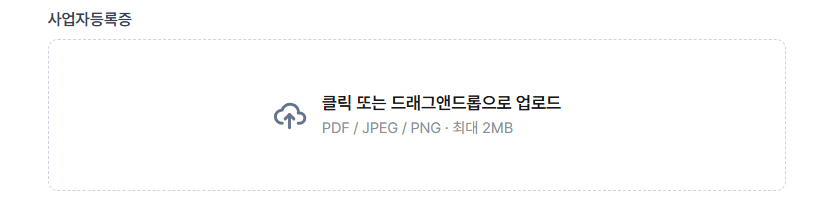 사업자등록증
클릭 또는 드래그앤드롭으로 업로드
PDF / JPEG / PNG · 최대 2MB